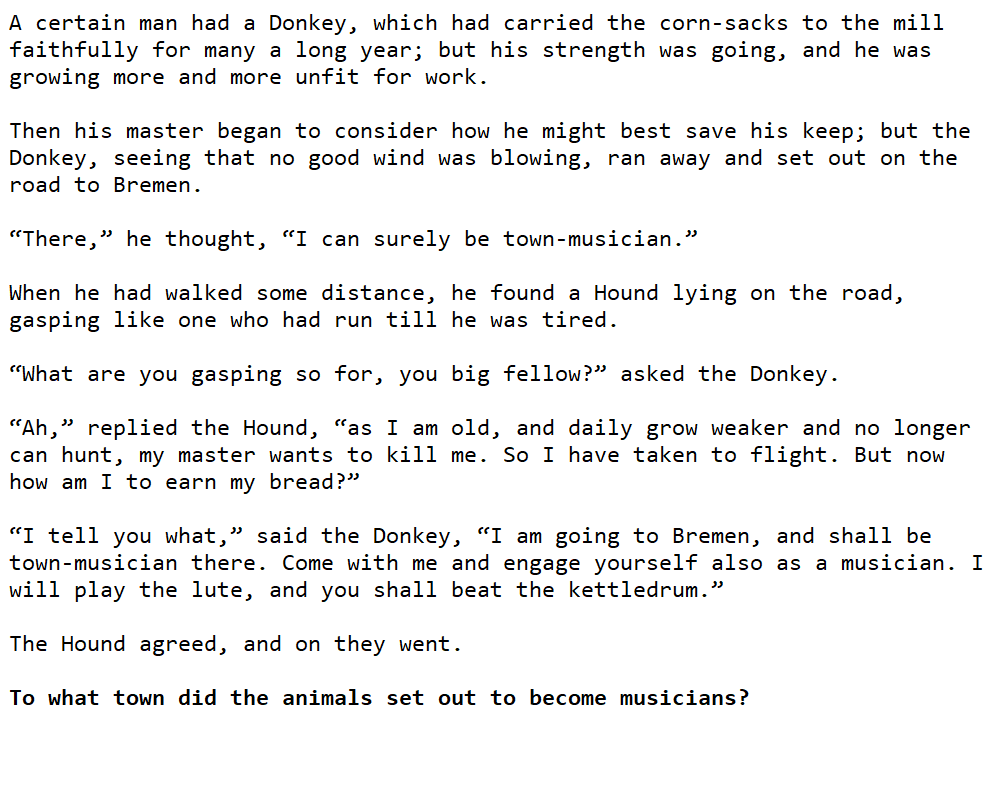 A certain man had a Donkey, which had carried the corn-sacks to the mill
faithfully for many a long year; but his strength was going, and he was
growing more and more unfit for work.
Then his master began to consider how he might best save his keep; but the
Donkey, seeing that no good wind was blowing, ran away and set out on the
road to Bremen.
“There,” he thought, “I can surely be town-musician.”
When he had walked some distance, he found a Hound lying on the road,
gasping like one who had run till he was tired.
“What are you gasping so for, you big fellow?” asked the Donkey.
“Ah,” replied the Hound, “as I am old, and daily grow weaker and no longer
can hunt, my master wants to kill me. So I have taken to flight. But now
how am I to earn my bread?”
“I tell you what,” said the Donkey, “I am going to Bremen, and shall be
town-musician there. Come with me and engage yourself also as a musician. I
will play the lute, and you shall beat the kettledrum.”
The Hound agreed, and on they went.
To what town did the animals set out to become musicians?